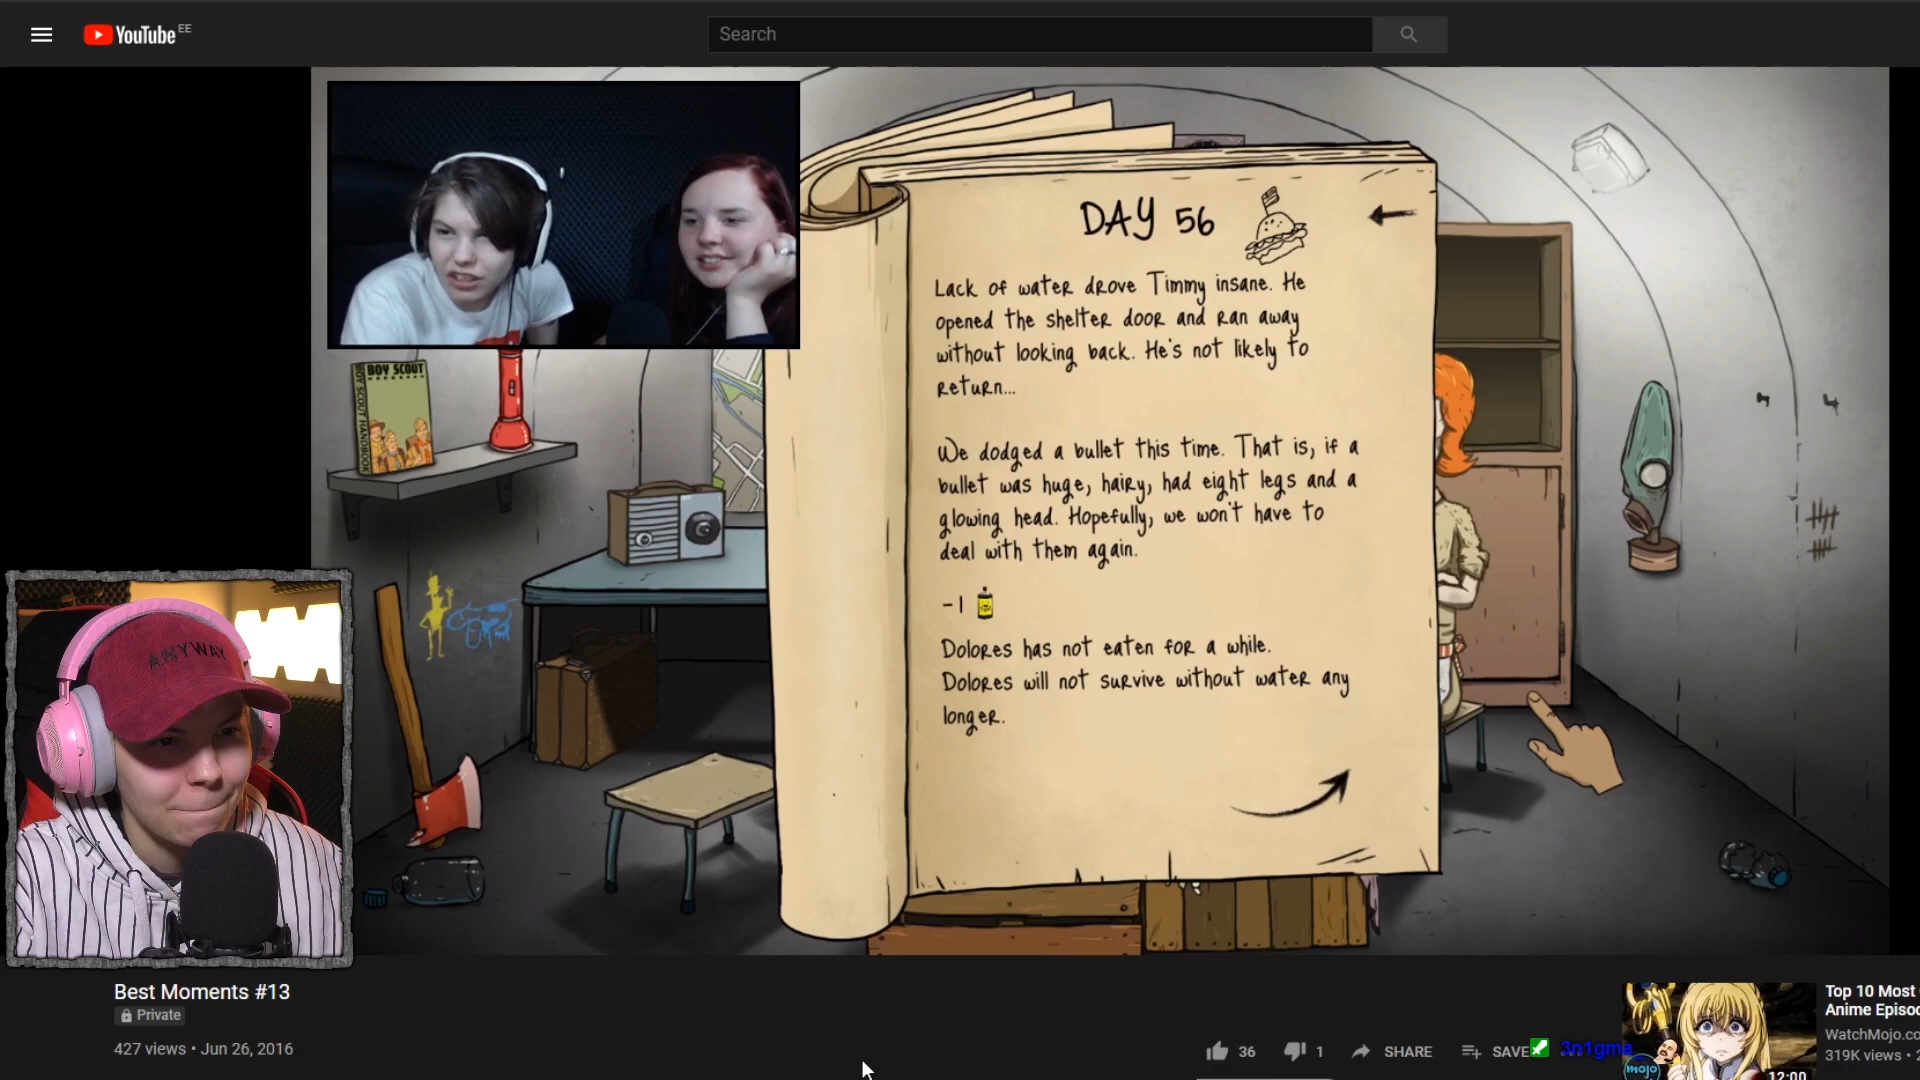 YouTube EE
Search
DAY 56
Lack of water drove Timmy insane. He
opened the shelter door and ran away
without looking back. He's not likely to
return...
We dodged a bullet this time. That is, if a
bullet was huge, hairy, had eight legs and a
glowing head. Hopefully, we won't have to
deal with them again.
-1
Dolores has not eaten for a while.
Dolores will not survive without water any
longer.
BOY SCOUT
BOY SCOUT HANDBOOK
ANYWAY
Best Moments #13
Private
427 views • Jun 26, 2016
36
1
SHARE
SAVE
3n1gma_
Top 10 Most
Anime Episo
WatchMojo.co
319K views •
mojo
12:00